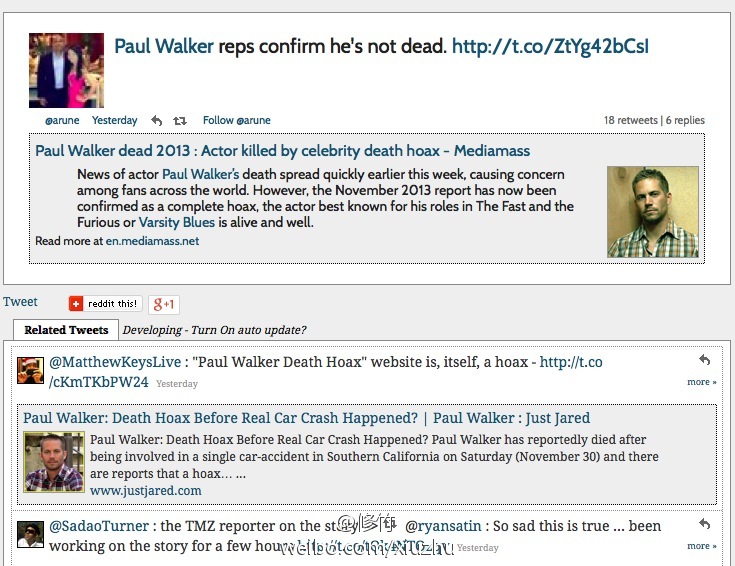 Paul Walker reps confirm he's not dead. http://t.co/ZtYg42bCsI
@arune Yesterday Follow @arune 18 retweets | 6 replies
Paul Walker dead 2013 : Actor killed by celebrity death hoax – Mediamass
News of actor Paul Walker's death spread quickly earlier this week, causing concern
among fans across the world. However, the November 2013 report has now been
confirmed as a complete hoax, the actor best known for his roles in The Fast and the
Furious or Varsity Blues is alive and well.
Read more at en.mediamass.net
Tweet reddit this! g+1
Related Tweets Developing - Turn On auto update?
@MatthewKeysLive : "Paul Walker Death Hoax" website is, itself, a hoax - http://t.co
/cKmTKbPW24 Yesterday
more »
Paul Walker: Death Hoax Before Real Car Crash Happened? | Paul Walker : Just Jared
Paul Walker: Death Hoax Before Real Car Crash Happened? Paul Walker has reportedly died after
being involved in a single car-accident in Southern California on Saturday (November 30) and there
are reports that a hoax… ...
www.justjared.com
@SadaoTurner : the TMZ reporter on the story @ryansatin : So sad this is true ... been
working on the story for a few hours Yesterday
more »